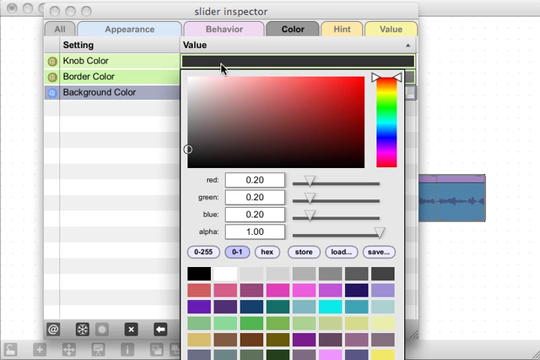 slider inspector
All Appearance Behavior Color Hint Value
Setting Value
Knob Color
Border Color
Background Color
red: 0.20
green: 0.20
blue: 0.20
alpha: 1.00
0-255 0-1 hex store load... save...